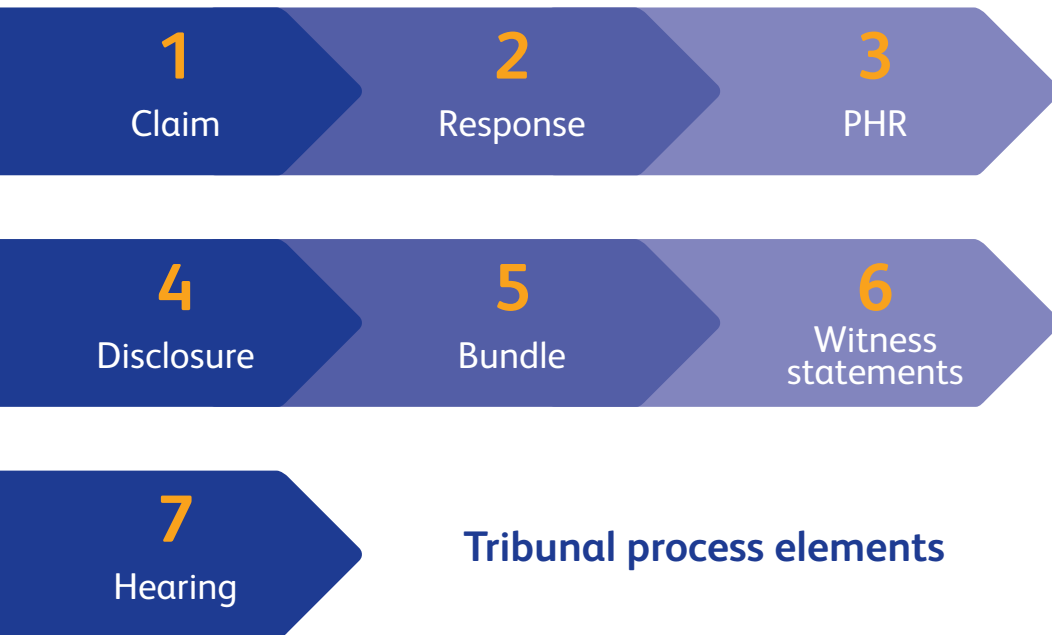 1
Claim
2
Response
3
PHR
4
Disclosure
5
Bundle
6
Witness
statements
7
Hearing
Tribunal process elements